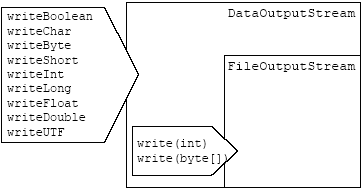 writeBoolean
writeChar
writeByte
writeShort
writeInt
writeLong
writeFloat
writeDouble
writeUTF
DataOutputStream
FileOutputStream
write(int)
write(byte[])